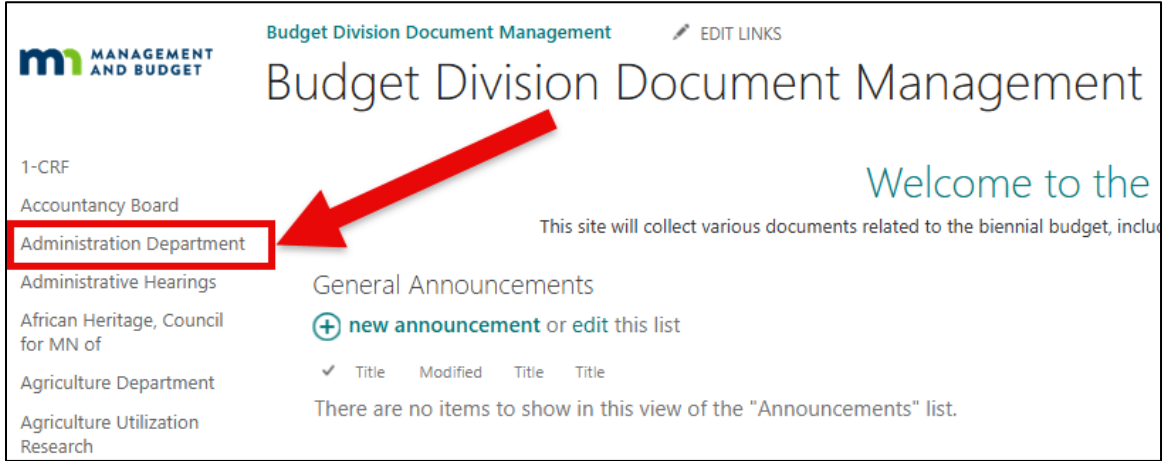 MANAGEMENT
AND BUDGET
Budget Division Document Management
EDIT LINKS
Budget Division Document Management
1-CRF
Accountancy Board
Administration Department
Administrative Hearings
African Heritage, Council
for MN of
Agriculture Department
Agriculture Utilization
Research
Welcome to the
This site will collect various documents related to the biennial budget,
General Announcements
new announcement or edit this list
Title Modified Title Title
There are no items to show in this view of the "Announcements" list.